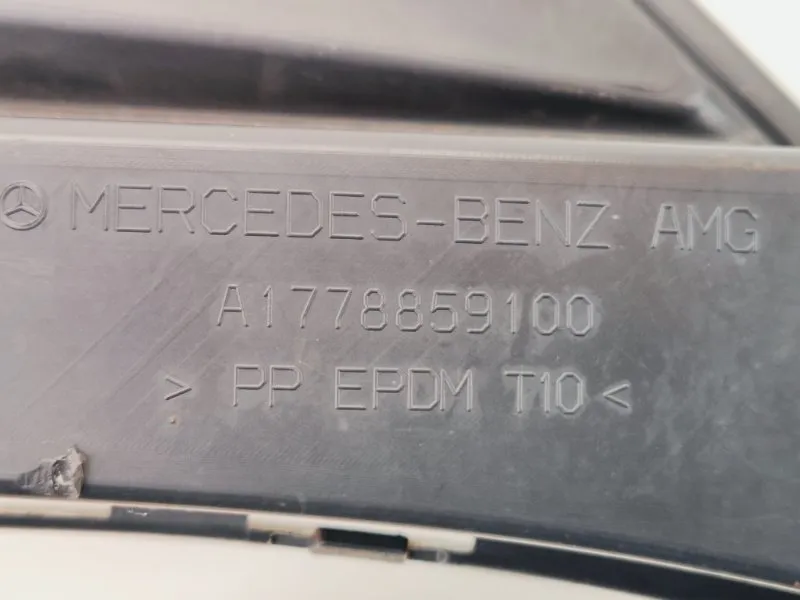 MERCEDES-BENZ AMG
A1778859100
> PP EPDM T10 <